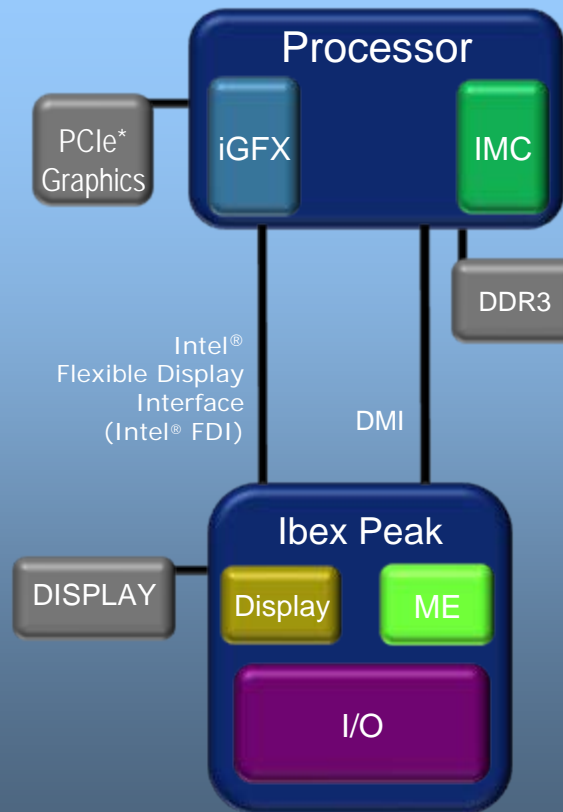 Processor
PCIe*
Graphics
iGFX
IMC
DDR3
Intel®
Flexible Display
Interface
(Intel® FDI)
DMI
Ibex Peak
DISPLAY
Display
ME
I/O